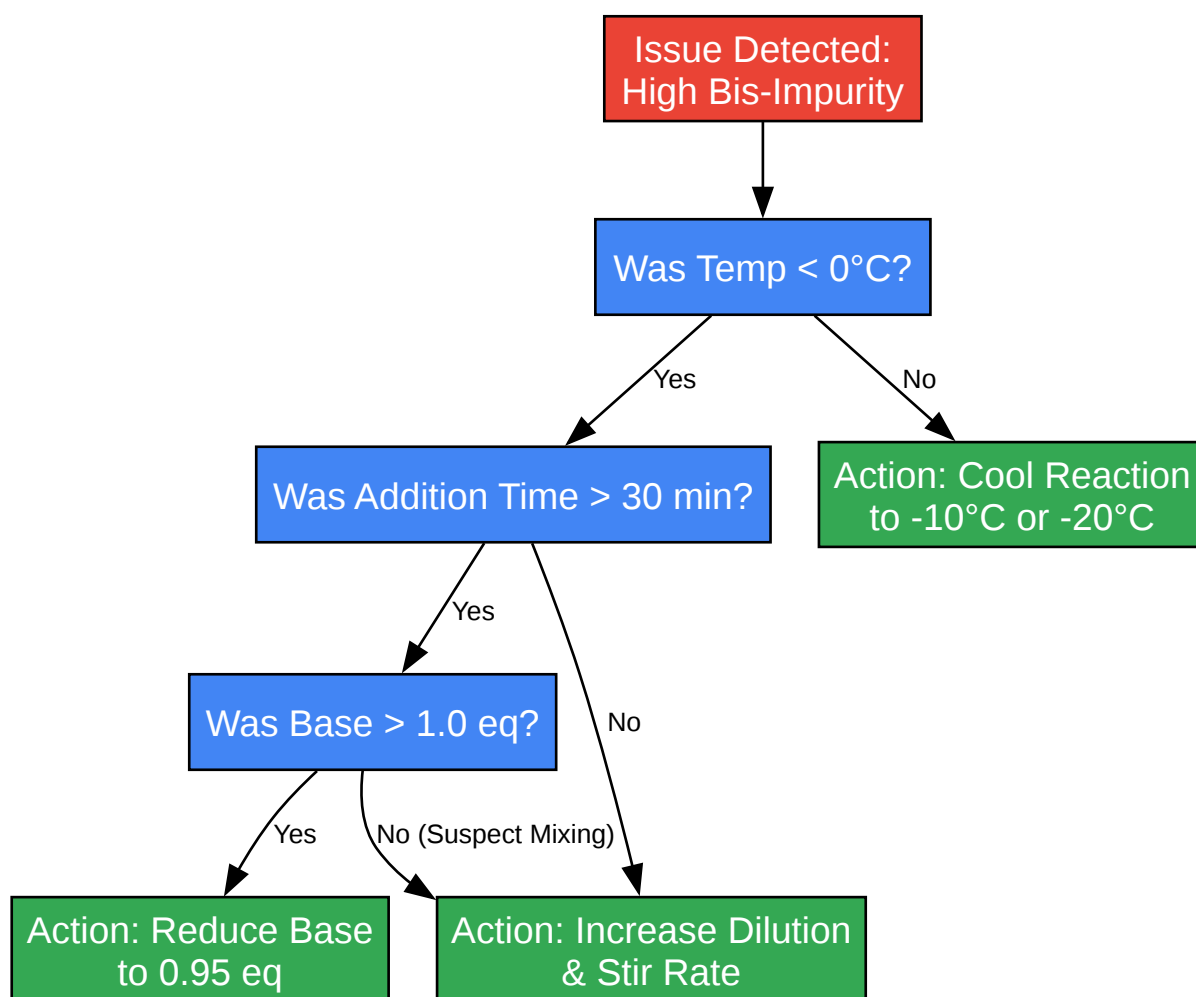 Issue Detected:
High Bis-Impurity
Was Temp < 0°C?
Yes
No
Was Addition Time > 30 min?
Action: Cool Reaction
to -10°C or -20°C
Yes
Was Base > 1.0 eq?
No
Yes
No (Suspect Mixing)
Action: Reduce Base
to 0.95 eq
Action: Increase Dilution
& Stir Rate